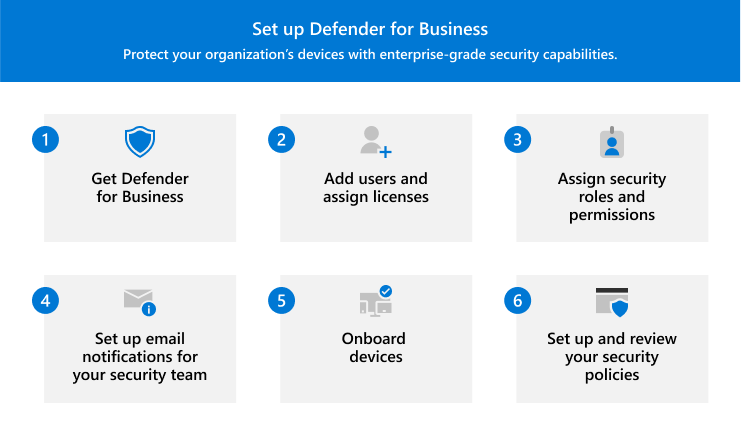 Set up Defender for Business
Protect your organization’s devices with enterprise-grade security capabilities.
1
Get Defender
for Business
2
Add users and
assign licenses
3
Assign security
roles and
permissions
4
Set up email
notifications for
your security team
5
Onboard
devices
6
Set up and review
your security
policies